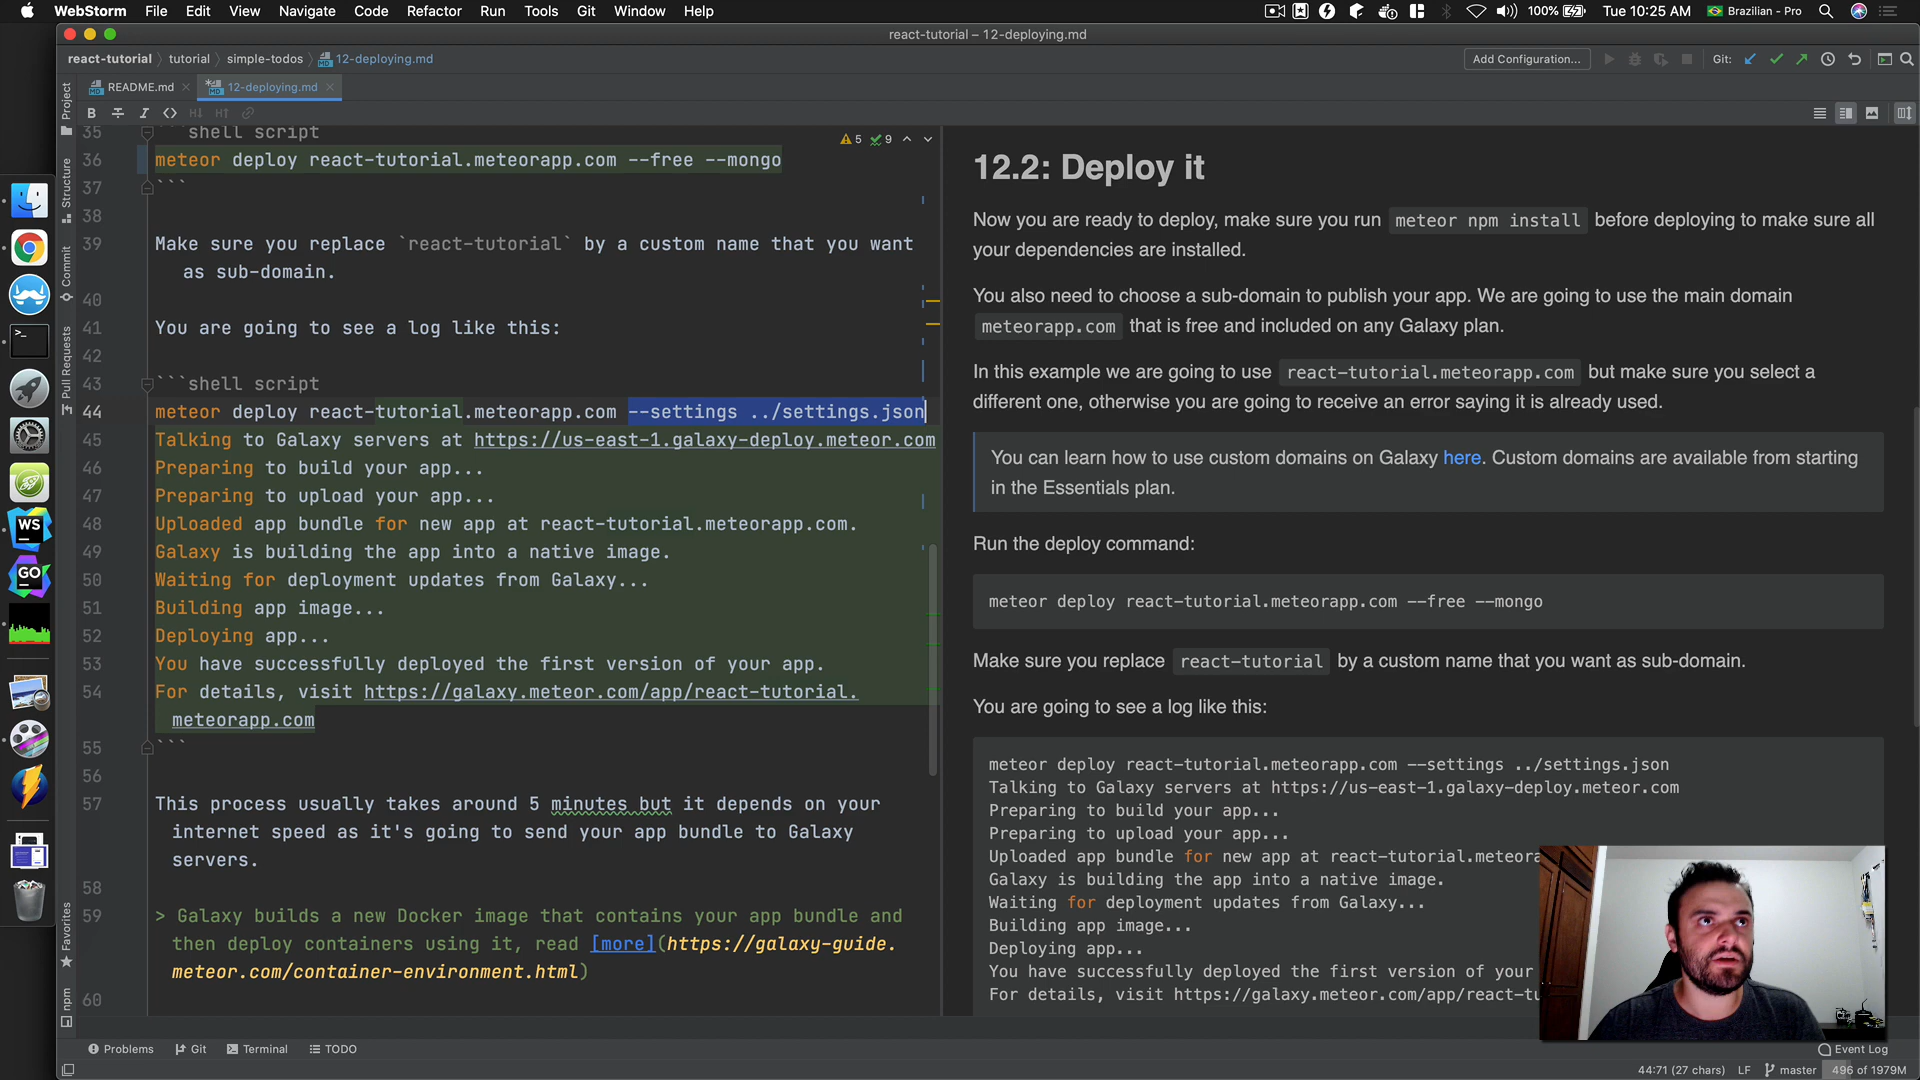 WebStorm File Edit View Navigate Code Refactor Run Tools Git Window Help
100% Tue 10:25 AM Brazilian - Pro
react-tutorial – 12-deploying.md
react-tutorial tutorial simple-todos 12-deploying.md
Add Configuration... Git:
README.md 12-deploying.md
Project
Structure
Commit
Pull Requests
Favorites
npm
5 9
35 ```shell script
36 meteor deploy react-tutorial.meteorapp.com --free --mongo
37 ```
38
39 Make sure you replace `react-tutorial` by a custom name that you want
as sub-domain.
40
41 You are going to see a log like this:
42
43 ```shell script
44 meteor deploy react-tutorial.meteorapp.com --settings ../settings.json
45 Talking to Galaxy servers at https://us-east-1.galaxy-deploy.meteor.com
46 Preparing to build your app...
47 Preparing to upload your app...
48 Uploaded app bundle for new app at react-tutorial.meteorapp.com.
49 Galaxy is building the app into a native image.
50 Waiting for deployment updates from Galaxy...
51 Building app image...
52 Deploying app...
53 You have successfully deployed the first version of your app.
54 For details, visit https://galaxy.meteor.com/app/react-tutorial.
meteorapp.com
55 ```
56
57 This process usually takes around 5 minutes but it depends on your
internet speed as it's going to send your app bundle to Galaxy
servers.
58
59 > Galaxy builds a new Docker image that contains your app bundle and
then deploy containers using it, read [more](https://galaxy-guide.
meteor.com/container-environment.html)
60
12.2: Deploy it
Now you are ready to deploy, make sure you run meteor npm install before deploying to make sure all
your dependencies are installed.
You also need to choose a sub-domain to publish your app. We are going to use the main domain
meteorapp.com that is free and included on any Galaxy plan.
In this example we are going to use react-tutorial.meteorapp.com but make sure you select a
different one, otherwise you are going to receive an error saying it is already used.
You can learn how to use custom domains on Galaxy here. Custom domains are available from starting
in the Essentials plan.
Run the deploy command:
meteor deploy react-tutorial.meteorapp.com --free --mongo
Make sure you replace react-tutorial by a custom name that you want as sub-domain.
You are going to see a log like this:
meteor deploy react-tutorial.meteorapp.com --settings ../settings.json
Talking to Galaxy servers at https://us-east-1.galaxy-deploy.meteor.com
Preparing to build your app...
Preparing to upload your app...
Uploaded app bundle for new app at react-tutorial.meteora
Galaxy is building the app into a native image.
Waiting for deployment updates from Galaxy...
Building app image...
Deploying app...
You have successfully deployed the first version of your
For details, visit https://galaxy.meteor.com/app/react-tu
Problems Git Terminal TODO Event Log
44:71 (27 chars) LF master 496 of 1979M